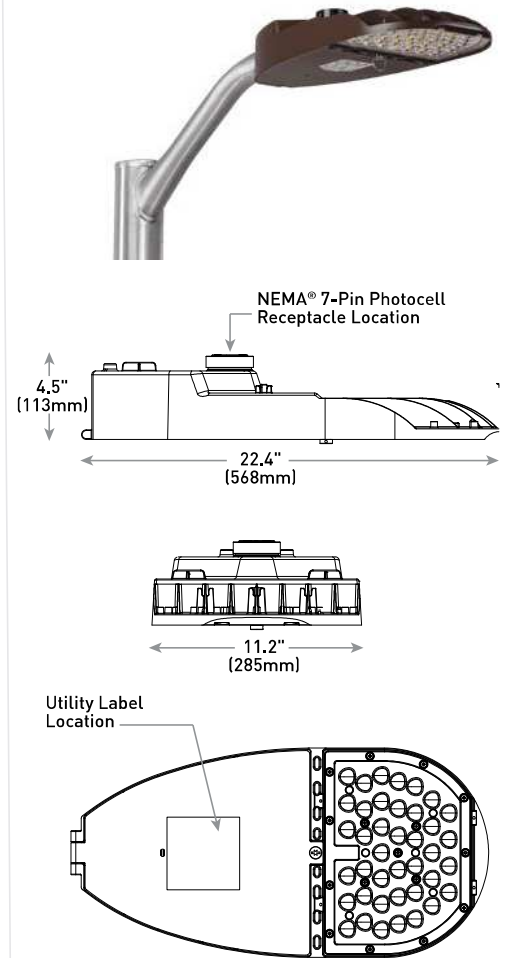 NEMA® 7-Pin Photocell
Receptacle Location
4.5"
(113mm)
22.4"
(568mm)
11.2"
(285mm)
Utility Label
Location